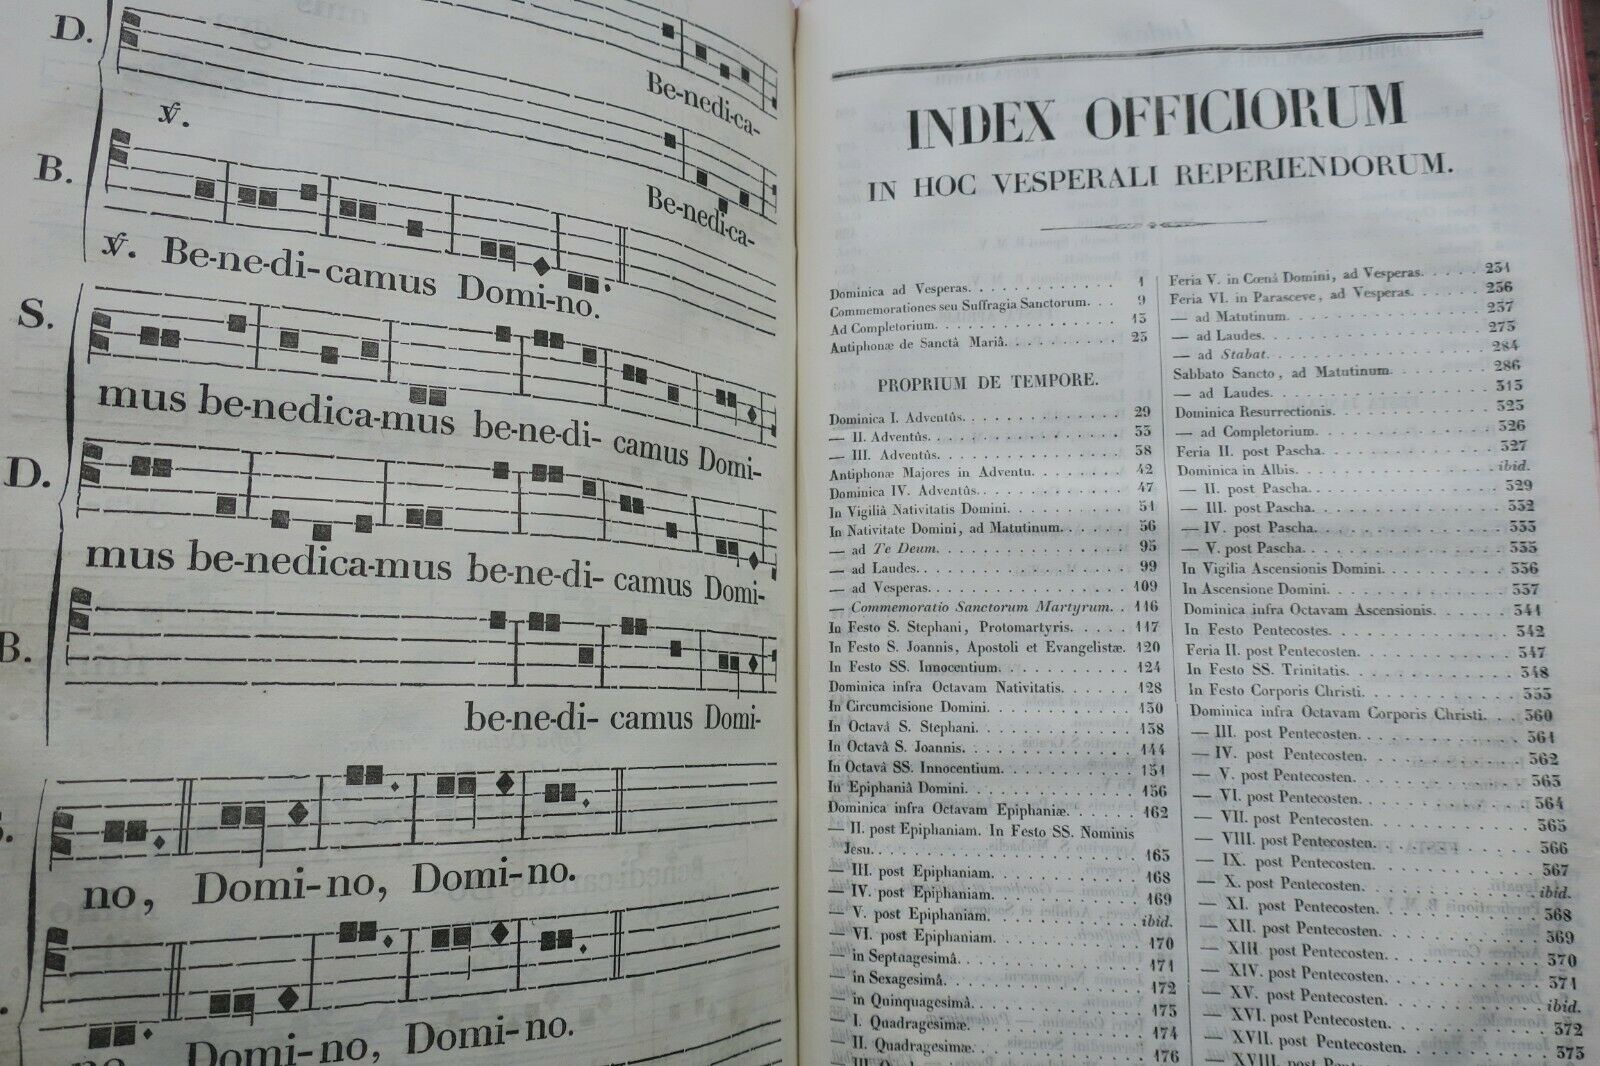 D.
Be-nedi-ca-
℣.
B.
Be-nedi-ca-
℣. Be-ne-di-camus Domi-no.
S.
mus be-nedica-mus be-ne-di- camus Domi-
D.
mus be-nedica-mus be-ne-di- camus Domi-
B.
be-ne-di- camus Domi-
no, Domi-no, Domi-no.
no, Domi-no, Domi-no.
INDEX OFFICIORUM
IN HOC VESPERALI REPERIENDORUM.
Dominica ad Vesperas. 1
Commemorationes seu Suffragia Sanctorum. 9
Ad Completorium. 13
Antiphonæ de Sanctâ Mariâ. 25
PROPRIUM DE TEMPORE.
Dominica I. Adventûs. 29
— II. Adventûs. 33
— III. Adventûs. 38
Antiphonæ Majores in Adventu. 42
Dominica IV. Adventûs. 47
In Vigiliâ Nativitatis Domini. 51
In Nativitate Domini, ad Matutinum. 56
— ad Te Deum. 95
— ad Laudes. 99
— ad Vesperas. 109
— Commemoratio Sanctorum Martyrum. 116
In Festo S. Stephani, Protomartyris. 117
In Festo S. Joannis, Apostoli et Evangelistæ. 120
In Festo SS. Innocentium. 124
Dominica infra Octavam Nativitatis. 128
In Circumcisione Domini. 130
In Octavâ S. Stephani. 138
In Octavâ S. Joannis. 144
In Octavâ SS. Innocentium. 151
In Epiphaniâ Domini. 156
Dominica infra Octavam Epiphaniæ. 162
— II. post Epiphaniam. In Festo SS. Nominis
Jesu. 163
— III. post Epiphaniam. 168
— IV. post Epiphaniam. 169
— V. post Epiphaniam. ibid.
— VI. post Epiphaniam. 170
— in Septuagesimâ. 171
— in Sexagesimâ. 172
— in Quinquagesimâ. 173
— I. Quadragesimæ. 174
— II. Quadragesimæ. 176
Feria V. in Cœnâ Domini, ad Vesperas. 231
Feria VI. in Parasceve, ad Vesperas. 236
— ad Matutinum. 237
— ad Laudes. 273
— ad Stabat. 284
Sabbato Sancto, ad Matutinum. 286
— ad Laudes. 313
Dominica Resurrectionis. 323
— ad Completorium. 326
Feria II. post Pascha. 327
Dominica in Albis. ibid.
— II. post Pascha. 329
— III. post Pascha. 332
— IV. post Pascha. 333
— V. post Pascha. 335
In Vigilia Ascensionis Domini. 336
In Ascensione Domini. 337
Dominica infra Octavam Ascensionis. 341
In Festo Pentecostes. 342
Feria II. post Pentecosten. 347
In Festo SS. Trinitatis. 348
In Festo Corporis Christi. 353
Dominica infra Octavam Corporis Christi. 360
— III. post Pentecosten. 361
— IV. post Pentecosten. 362
— V. post Pentecosten. 363
— VI. post Pentecosten. 364
— VII. post Pentecosten. 365
— VIII. post Pentecosten. 366
— IX. post Pentecosten. 367
— X. post Pentecosten. ibid.
— XI. post Pentecosten. 368
— XII. post Pentecosten. 369
— XIII. post Pentecosten. 370
— XIV. post Pentecosten. 371
— XV. post Pentecosten. ibid.
— XVI. post Pentecosten. 372
— XVII. post Pentecosten. 373
— XVIII. post Pentecosten.